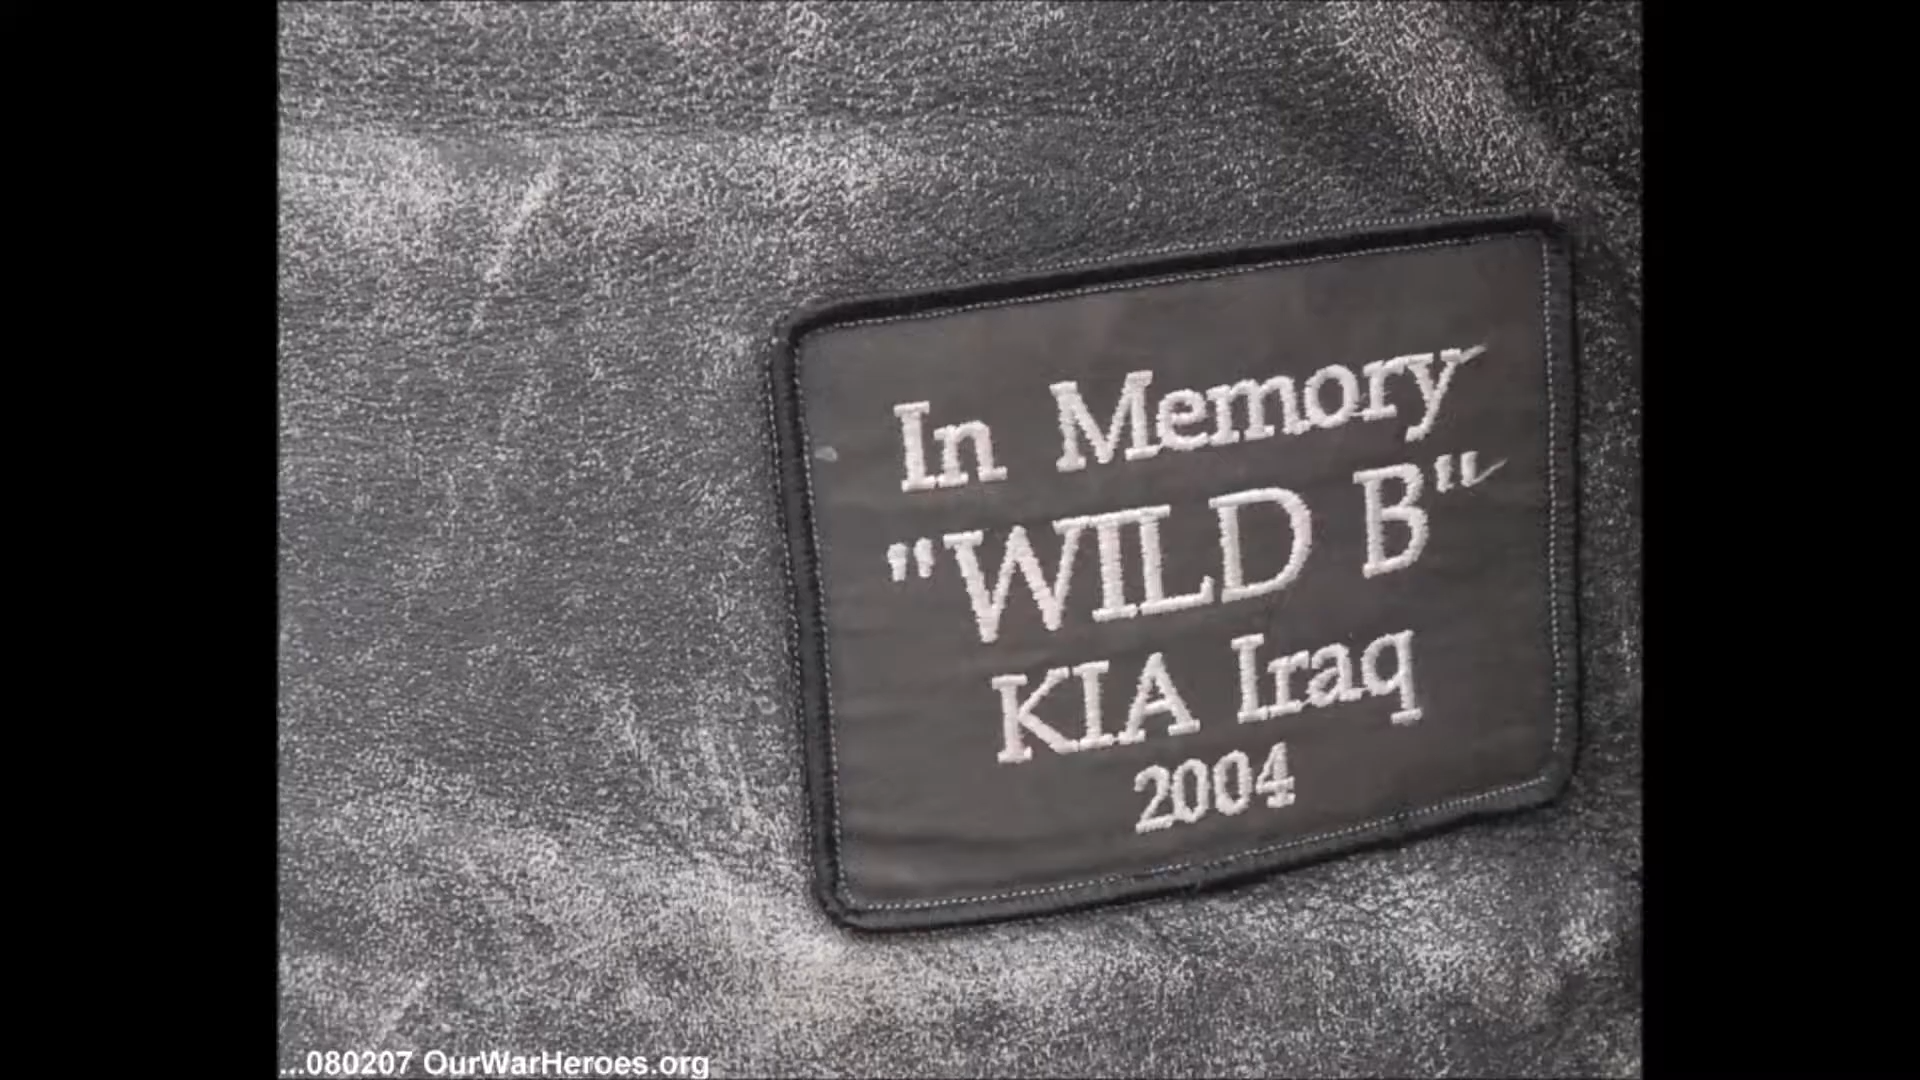 In Memory
"WILD B"
KIA Iraq
2004
...080207 OurWarHeroes.org